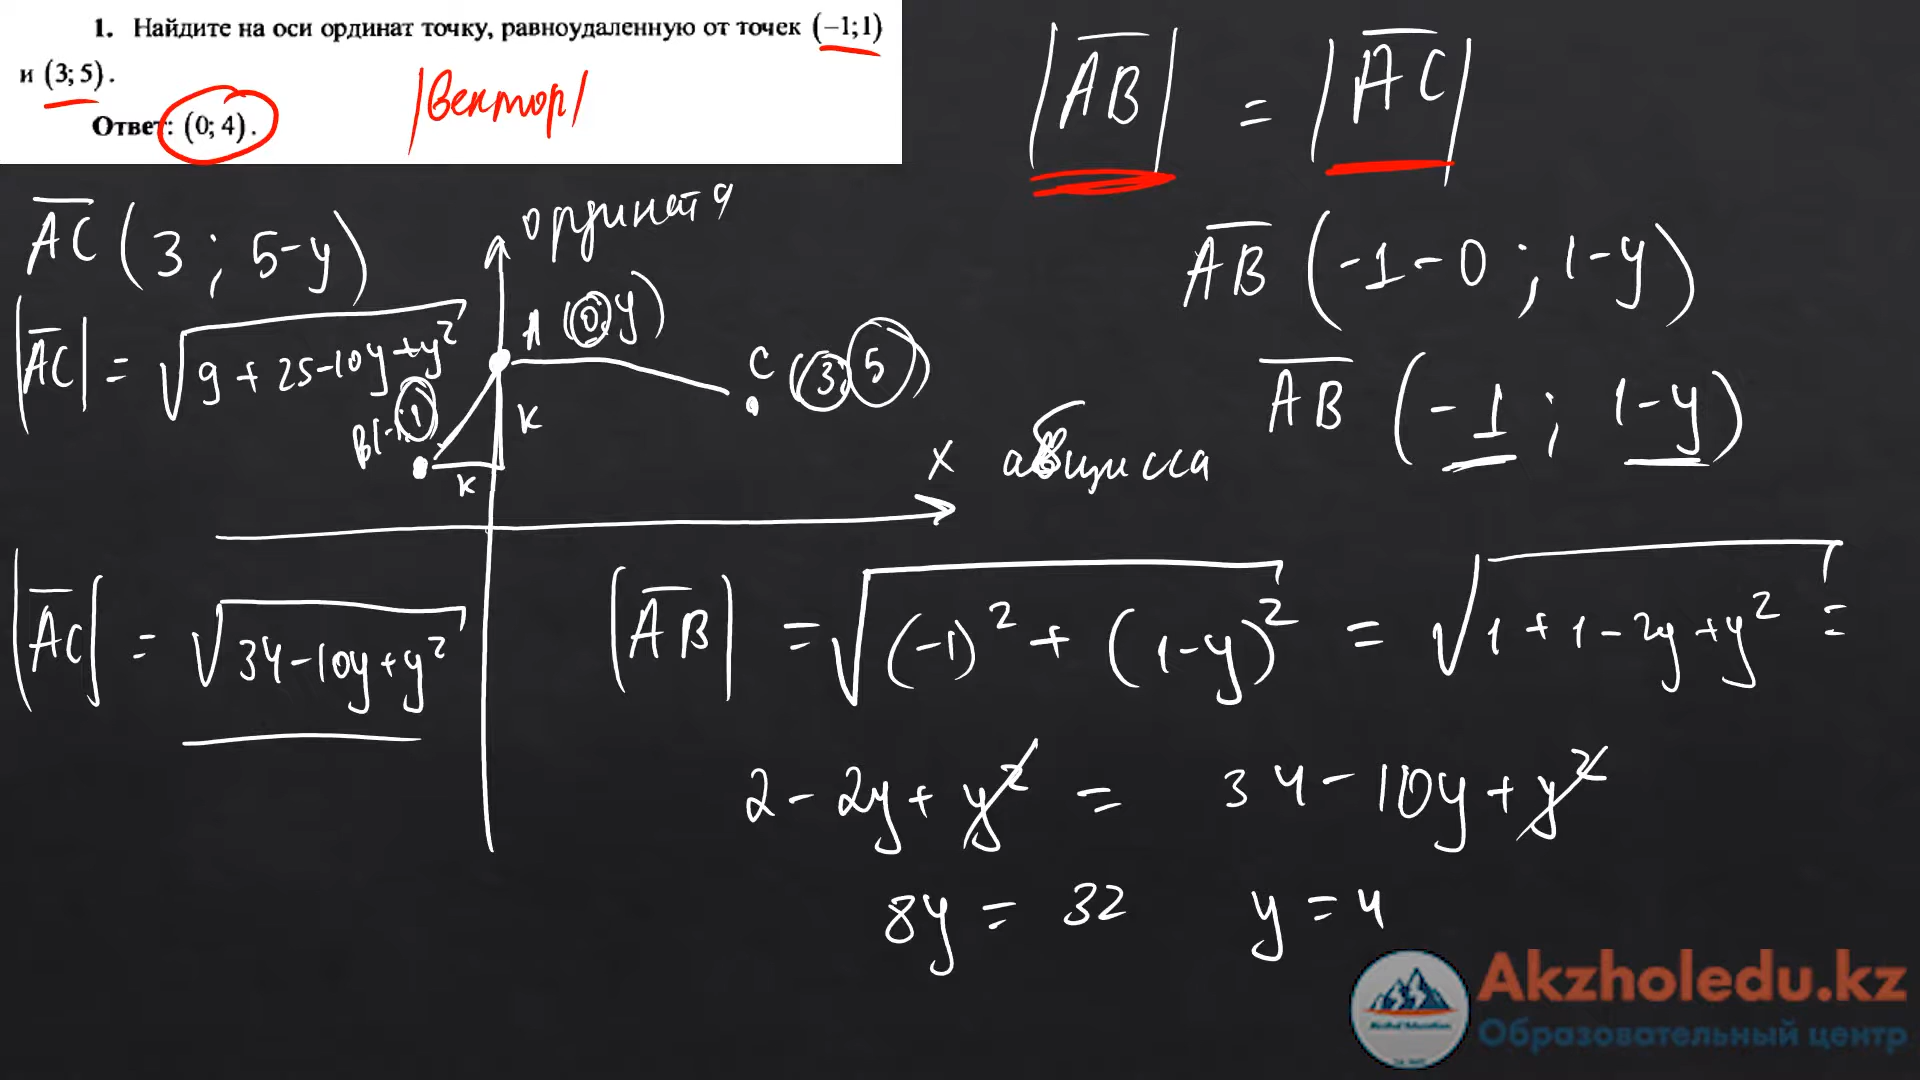 1. Найдите на оси ординат точку, равноудаленную от точек (−1;1)
и (3; 5).
Ответ: (0; 4).
|Вектор|
|AB| = |AC|
AC (3 ; 5-y)
ордината y
AB (-1-0 ; 1-y)
|AC| = √9+25-10y+y²
A (0, y)
C (3, 5)
B(-1, 1)
K
K
AB (-1 ; 1-y)
X абцисса
|AC| = √34-10y+y²
|AB| = √(-1)²+(1-y)² = √1+1-2y+y² =
2-2y+y² = 34-10y+y²
8y = 32 y=4
Akzholedu.kz
Образовательный центр